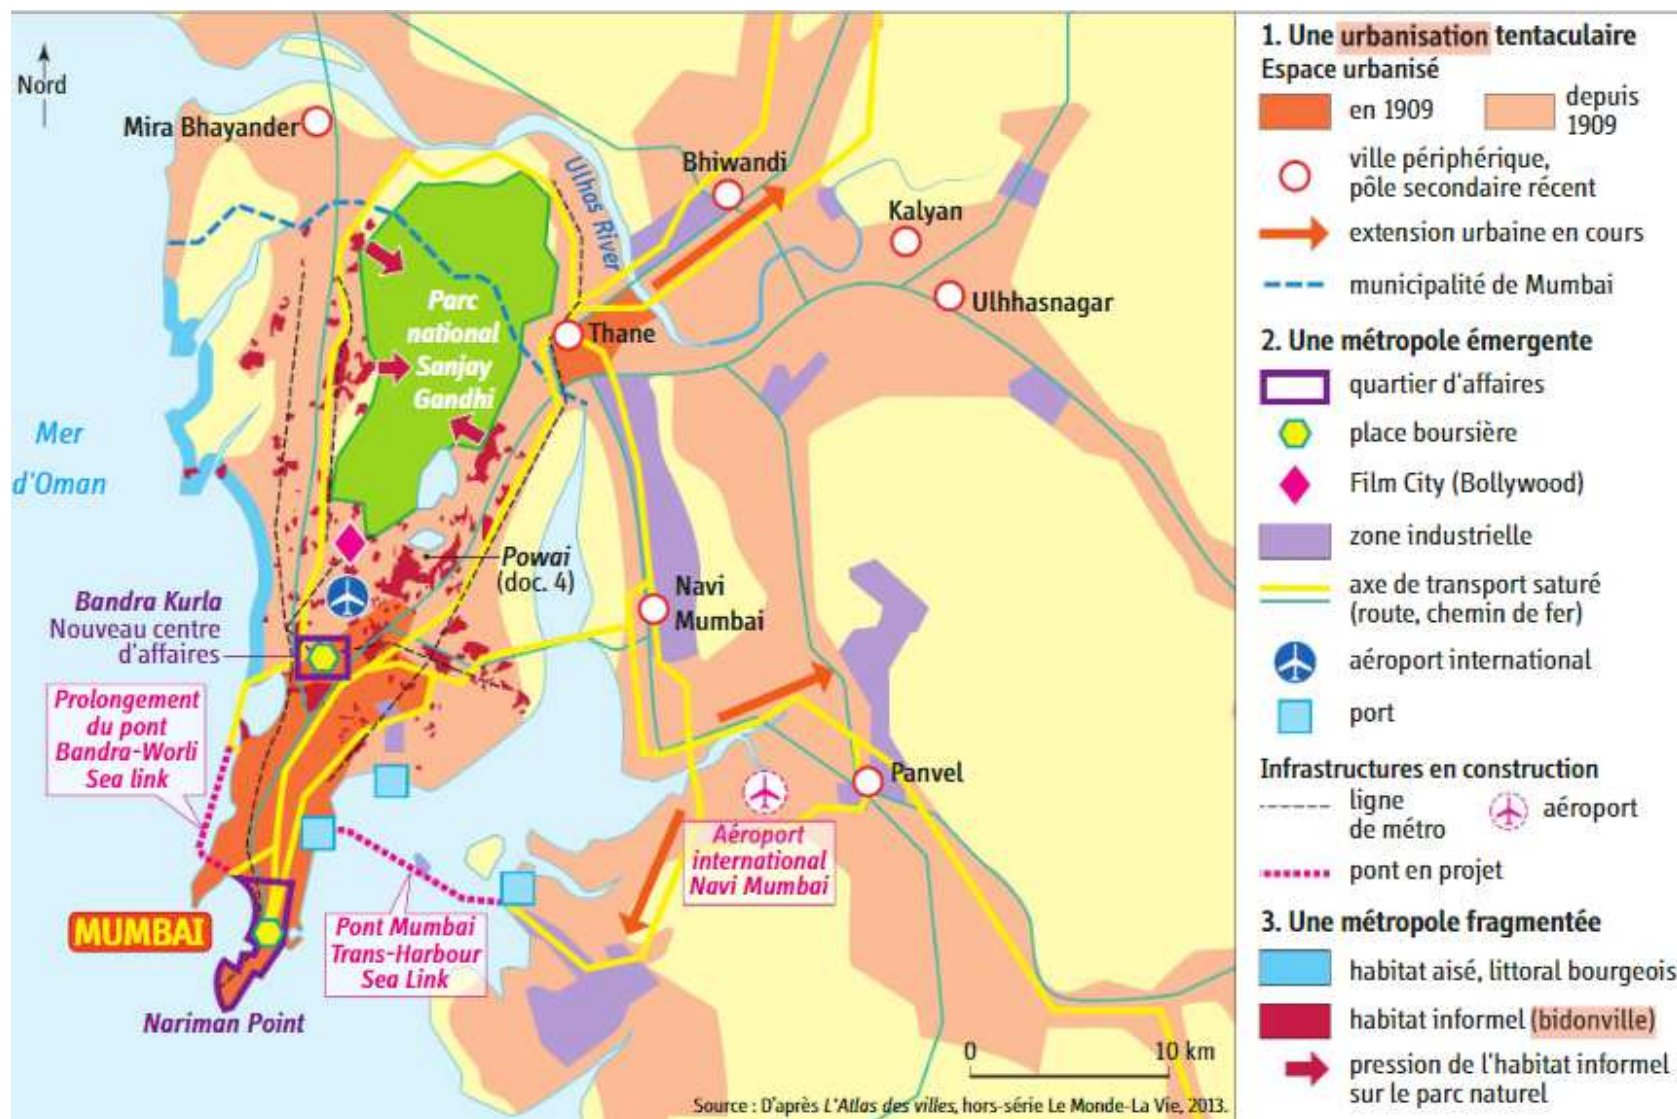 Nord
Mira Bhayander
Ulhas River
Bhiwandi
Kalyan
Ulhhasnagar
Thane
Parc
national
Sanjay
Gandhi
Mer
d'Oman
Powai
(doc. 4)
Navi
Mumbai
Bandra Kurla
Nouveau centre
d'affaires
Prolongement
du pont
Bandra-Worli
Sea link
Panvel
Aéroport
international
Navi Mumbai
MUMBAI
Pont Mumbai
Trans-Harbour
Sea Link
Nariman Point
0 10 km
Source : D'après L'Atlas des villes, hors-série Le Monde-La Vie, 2013.
1. Une urbanisation tentaculaire
Espace urbanisé
en 1909
depuis
1909
ville périphérique,
pôle secondaire récent
extension urbaine en cours
municipalité de Mumbai
2. Une métropole émergente
quartier d'affaires
place boursière
Film City (Bollywood)
zone industrielle
axe de transport saturé
(route, chemin de fer)
aéroport international
port
Infrastructures en construction
ligne
de métro
aéroport
pont en projet
3. Une métropole fragmentée
habitat aisé, littoral bourgeois
habitat informel (bidonville)
pression de l'habitat informel
sur le parc naturel